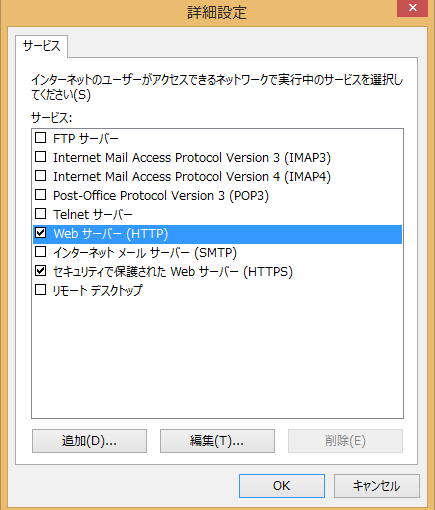 詳細設定
サービス
インターネットのユーザーがアクセスできるネットワークで実行中のサービスを選択し
てください(S)
サービス:
FTP サーバー
Internet Mail Access Protocol Version 3 (IMAP3)
Internet Mail Access Protocol Version 4 (IMAP4)
Post-Office Protocol Version 3 (POP3)
Telnet サーバー
Web サーバー (HTTP)
インターネット メール サーバー (SMTP)
セキュリティで保護された Web サーバー (HTTPS)
リモート デスクトップ
追加(D)... 編集(T)... 削除(E)
OK キャンセル